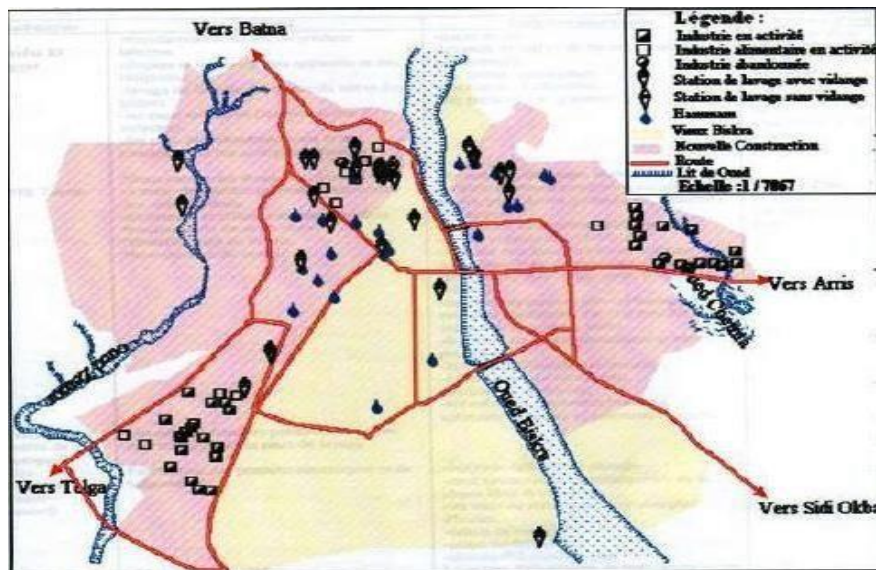 Vers Batna
Légende :
Industrie en activité
Industrie alimentaire en activité
Industrie abandonnée
Station de lavage avec vidange
Station de lavage sans vidange
Hammam
Vieux Biskra
Nouvelle Construction
Route
Lit de Oued
Echelle :1 / 7867
Vers Arris
Oued
Oued Biskra
Vers Tolga
Vers Sidi Okba